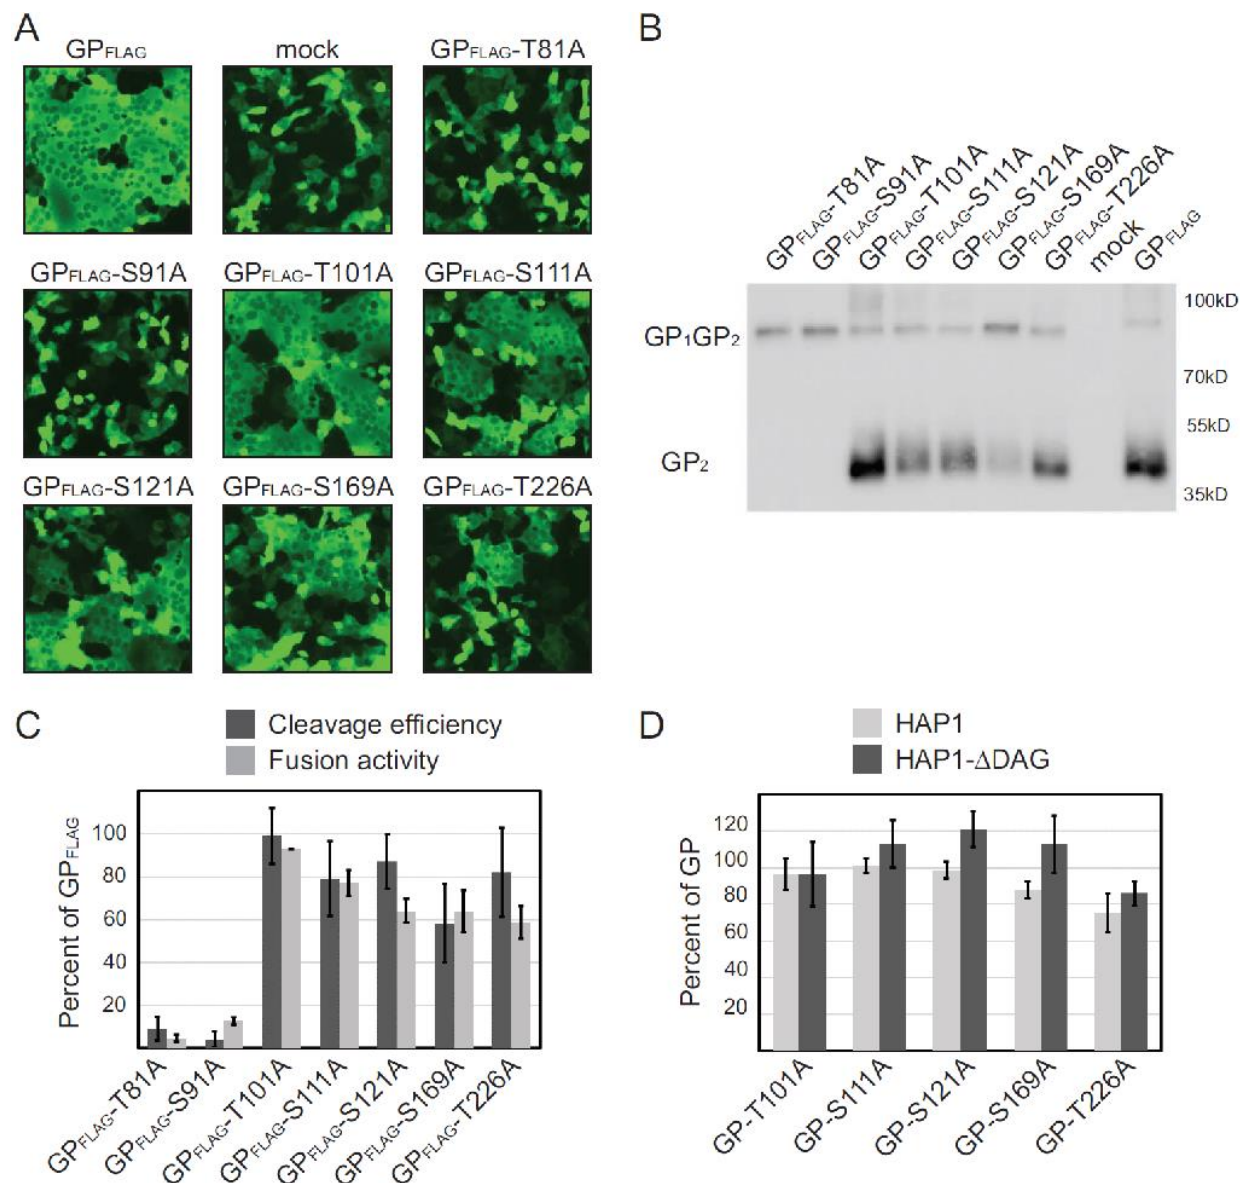 A
GPFLAG mock GPFLAG-T81A
GPFLAG-S91A GPFLAG-T101A GPFLAG-S111A
GPFLAG-S121A GPFLAG-S169A GPFLAG-T226A
B
GPFLAG-T81A
GPFLAG-S91A
GPFLAG-T101A
GPFLAG-S111A
GPFLAG-S121A
GPFLAG-S169A
GPFLAG-T226A
mock
GPFLAG
GP1GP2
GP2
100kD
70kD
55kD
35kD
C
Cleavage efficiency
Fusion activity
Percent of GPFLAG
100
80
60
40
20
GPFLAG-T81A
GPFLAG-S91A
GPFLAG-T101A
GPFLAG-S111A
GPFLAG-S121A
GPFLAG-S169A
GPFLAG-T226A
D
HAP1
HAP1-ΔDAG
Percent of GP
120
100
80
60
40
20
GP-T101A
GP-S111A
GP-S121A
GP-S169A
GP-T226A